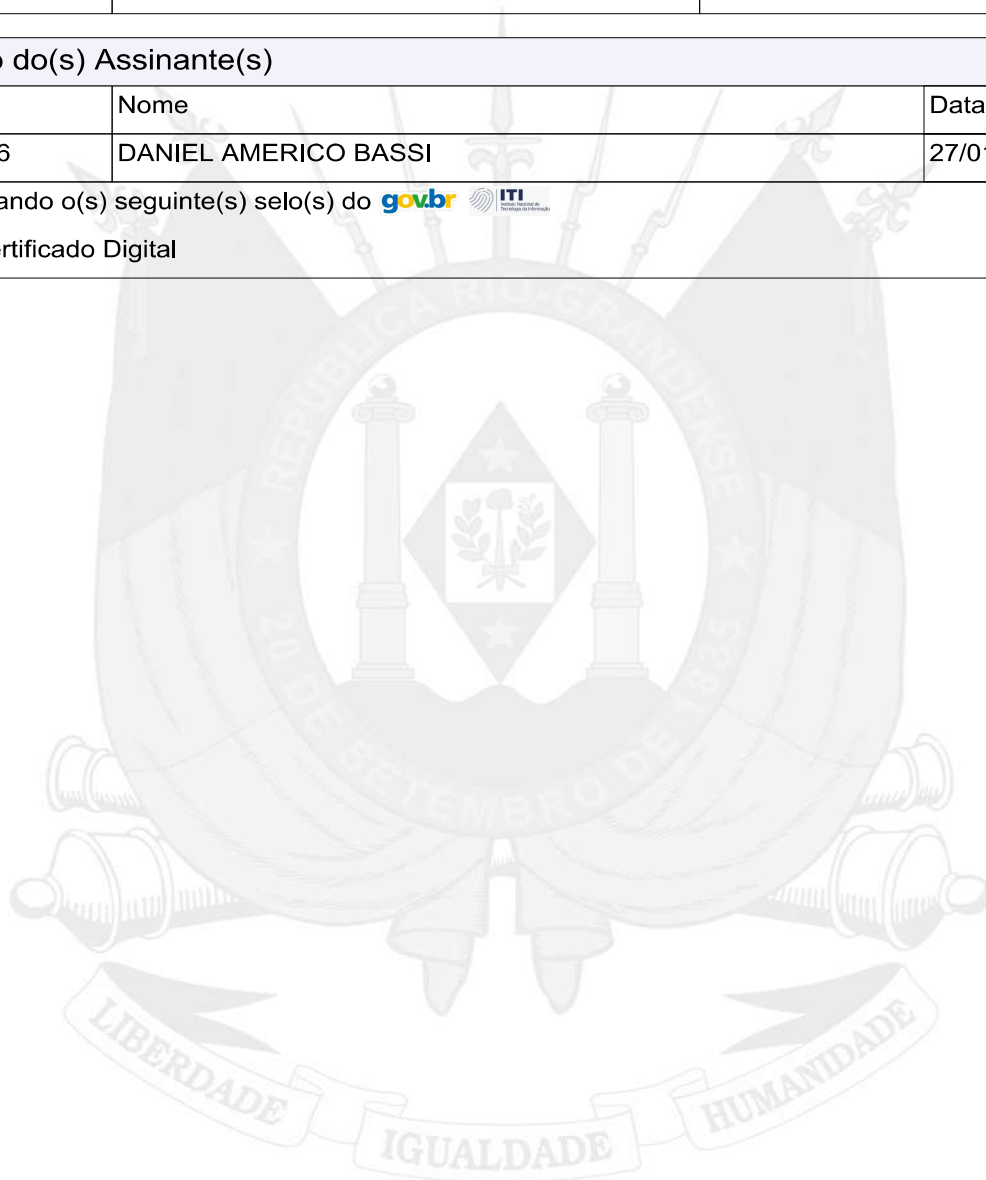 o do(s) Assinante(s)
Nome
Data
6
DANIEL AMERICO BASSI
27/01
ando o(s) seguinte(s) selo(s) do gov.br ITI
rtificado Digital
REPÚBLICA RIO-GRANDENSE
20 DE SETEMBRO DE 1835
LIBERDADE
IGUALDADE
HUMANIDADE